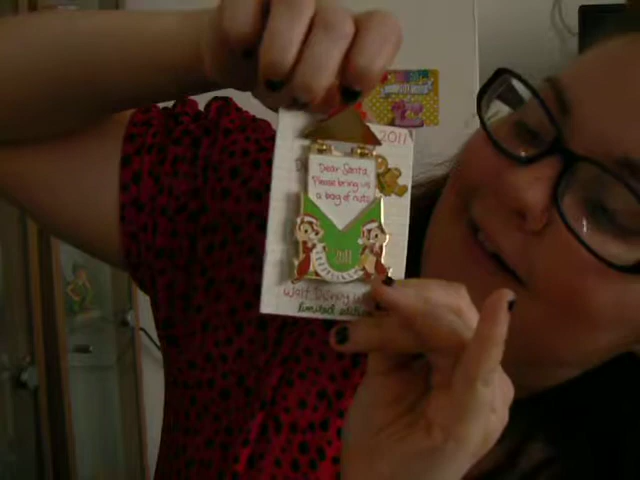 2011
Dear Santa,
Please bring us
a bag of nuts
2011
Walt Disney W
Limited edition